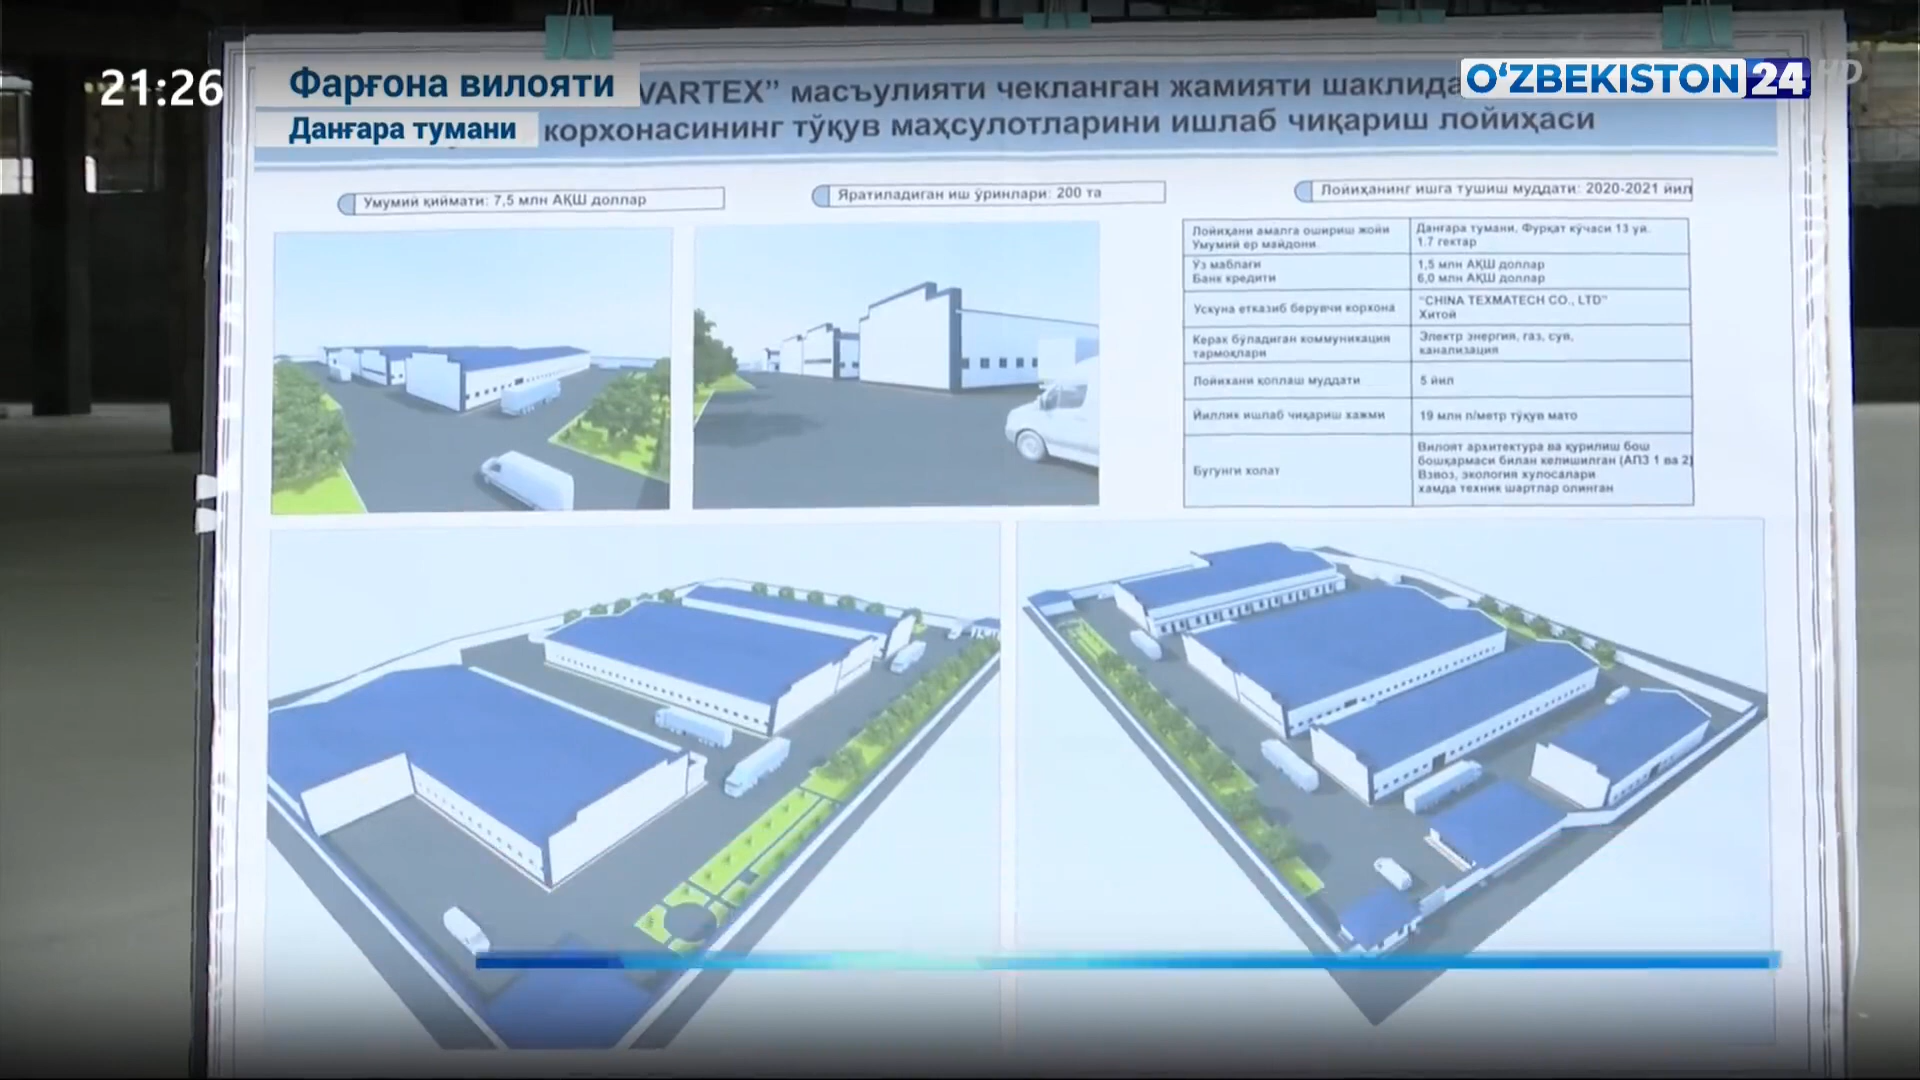 21:26
Фарғона вилояти
Данғара тумани
O‘ZBEKISTON 24 HD
VARTEX” масъулияти чекланган жамияти шаклида
корхонасининг тўқув маҳсулотларини ишлаб чиқариш лойиҳаси
Умумий қиймати: 7,5 млн АҚШ доллар
Яратиладиган иш ўринлари: 200 та
Лойиҳанинг ишга тушиш муддати: 2020-2021 йил
Лойиҳани амалга ошириш жойи
Умумий ер майдони
Данғара тумани, Фурқат кўчаси 13 уй.
1.7 гектар
Ўз маблағи
Банк кредити
1,5 млн АҚШ доллар
6,0 млн АҚШ доллар
Ускуна етказиб берувчи корхона
“CHINA TEXMATECH CO., LTD”
Хитой
Керак бўладиган коммуникация
тармоқлари
Электр энергия, газ, сув,
канализация
Лойихани қоплаш муддати
5 йил
Йиллик ишлаб чиқариш хажми
19 млн п/метр тўқув мато
Бугунги холат
Вилоят архитектура ва қурилиш бош
бошқармаси билан келишилган (АПЗ 1 ва 2)
Взвоз, экология хулосалари
хамда техник шартлар олинган